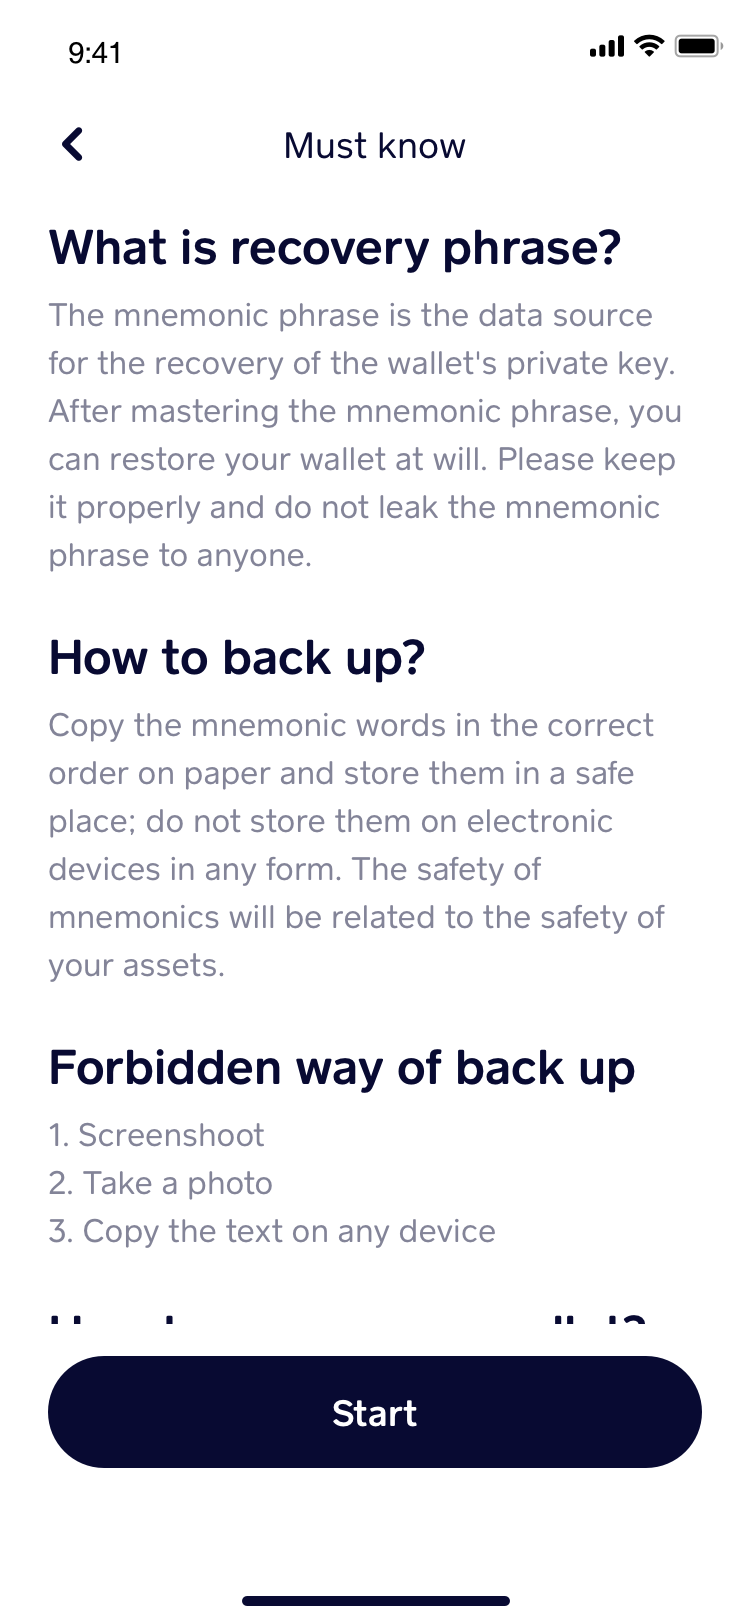 9:41
Must know
What is recovery phrase?
The mnemonic phrase is the data source
for the recovery of the wallet's private key.
After mastering the mnemonic phrase, you
can restore your wallet at will. Please keep
it properly and do not leak the mnemonic
phrase to anyone.
How to back up?
Copy the mnemonic words in the correct
order on paper and store them in a safe
place; do not store them on electronic
devices in any form. The safety of
mnemonics will be related to the safety of
your assets.
Forbidden way of back up
1. Screenshoot
2. Take a photo
3. Copy the text on any device
Start